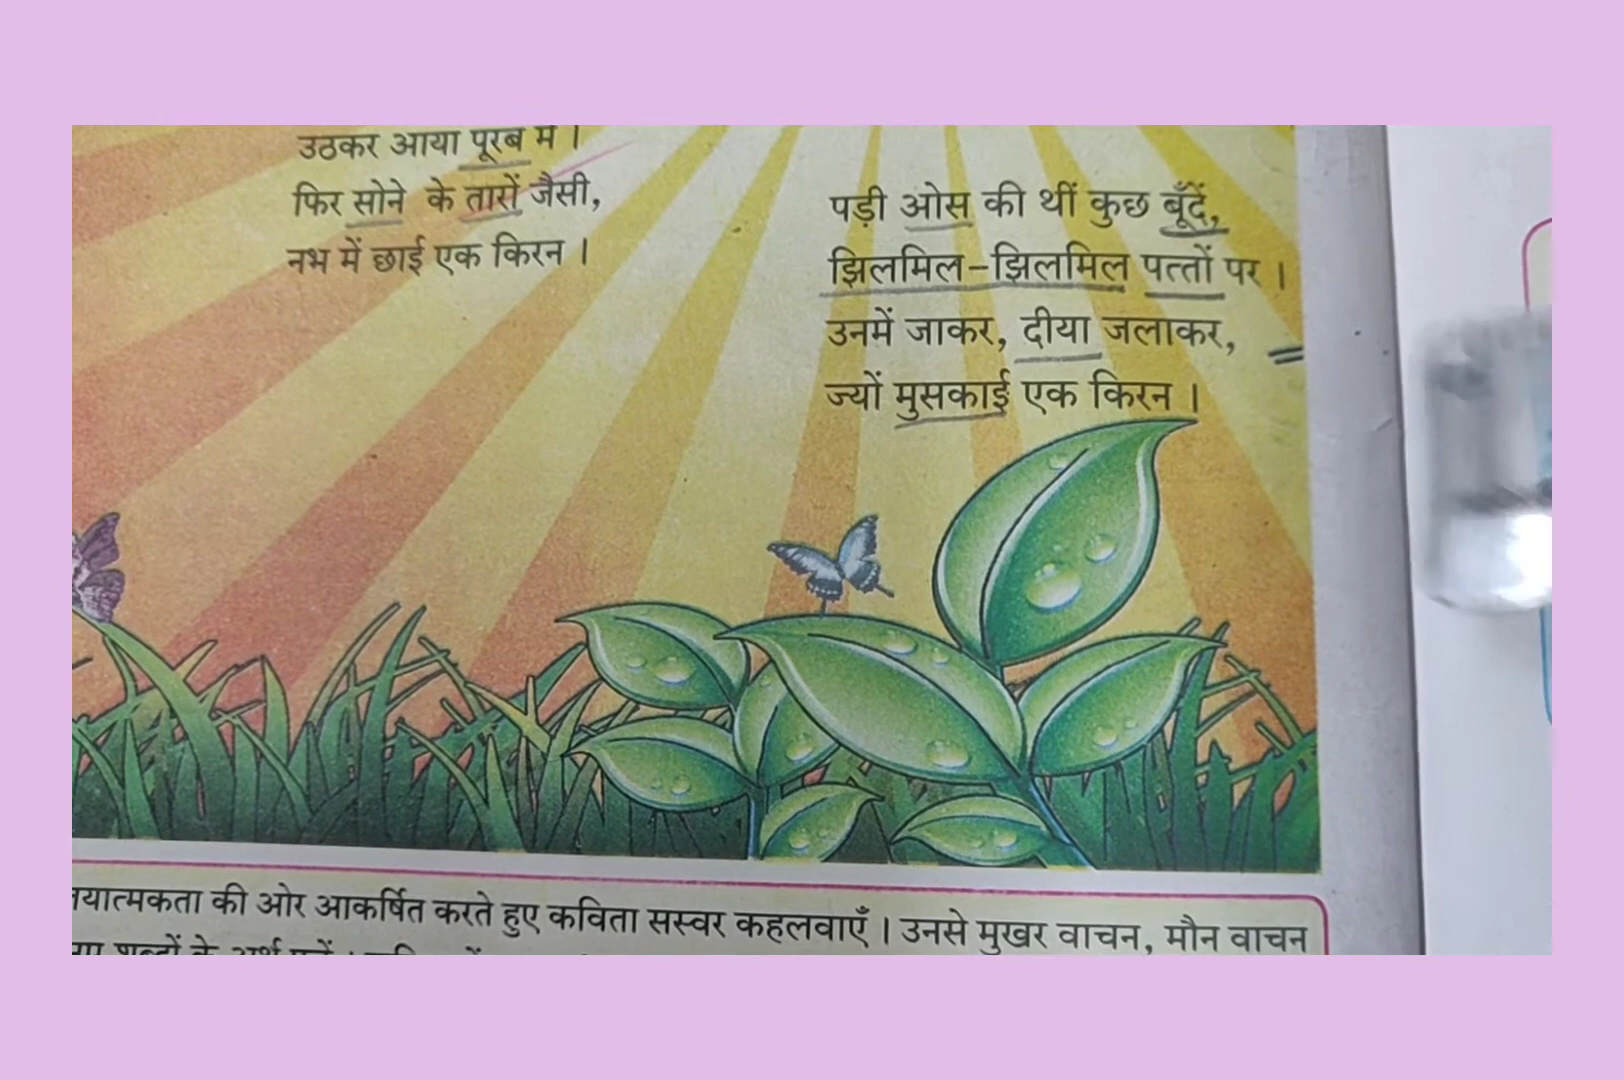 उठकर आया पूरब में ।
फिर सोने के तारों जैसी,
नभ में छाई एक किरन ।
पड़ी ओस की थीं कुछ बूँदें,
झिलमिल-झिलमिल पत्तों पर ।
उनमें जाकर, दीया जलाकर,
ज्यों मुसकाई एक किरन ।
की ओर आकर्षित करते हुए कविता सस्वर कहलवाएँ । उनसे मुखर वाचन, मौन वाचन